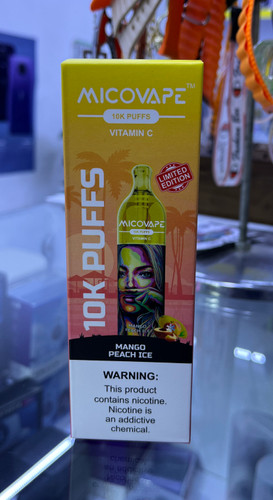 MICOVAPE™
10K PUFFS
VITAMIN C
LIMITED
EDITION
10K PUFFS
MICOVAPE
MANGO
MANGO
PEACH ICE
WARNING:
This product
contains nicotine.
Nicotine is
an addictive
chemical.